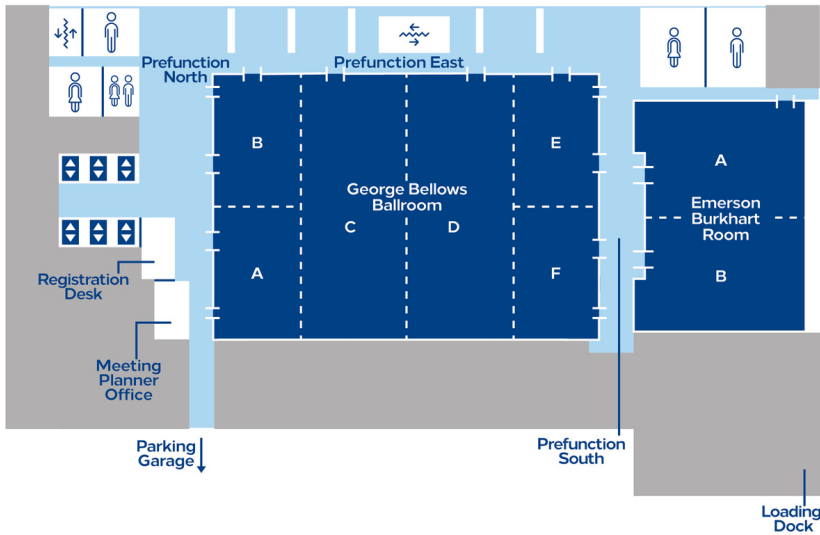 Prefunction
North
Prefunction East
B
E
A
George Bellows
Ballroom
Emerson
Burkhart
Room
C
D
A
F
B
Registration
Desk
Meeting
Planner
Office
Parking
Garage
Prefunction
South
Loading
Dock